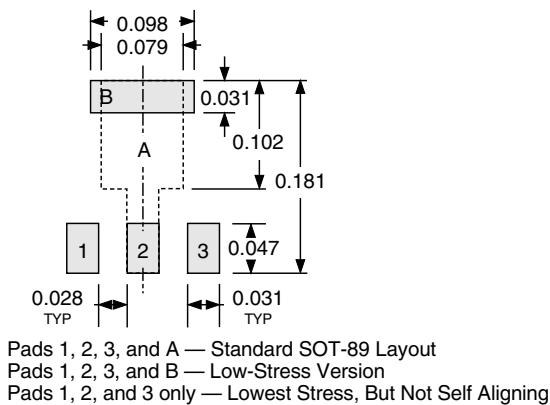 0.098
0.079
B
0.031
A
0.102
0.181
1
2
3
0.047
0.028
TYP
0.031
TYP
Pads 1, 2, 3, and A — Standard SOT-89 Layout
Pads 1, 2, 3, and B — Low-Stress Version
Pads 1, 2, and 3 only — Lowest Stress, But Not Self Aligning